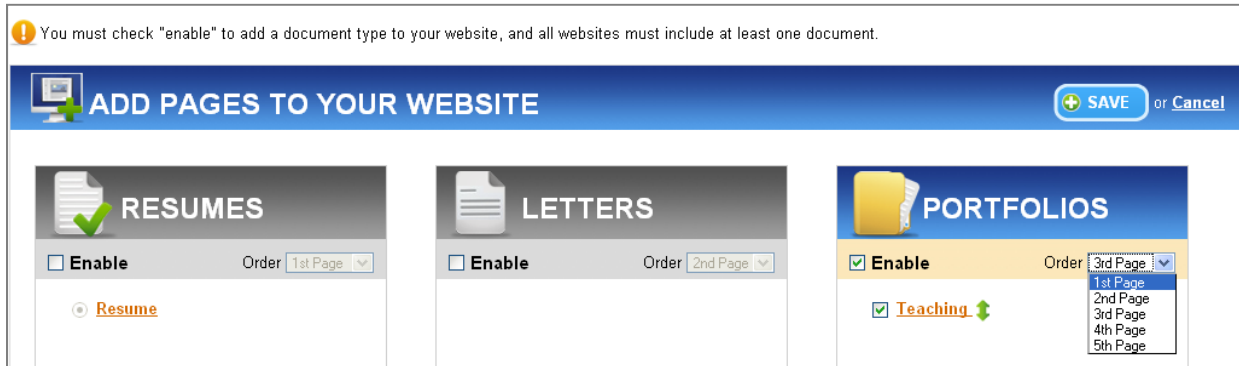 You must check "enable" to add a document type to your website, and all websites must include at least one document.
ADD PAGES TO YOUR WEBSITE
SAVE or Cancel
RESUMES
LETTERS
PORTFOLIOS
Enable Order 1st Page
Enable Order 2nd Page
Enable Order 3rd Page
Resume
Teaching
1st Page
2nd Page
3rd Page
4th Page
5th Page